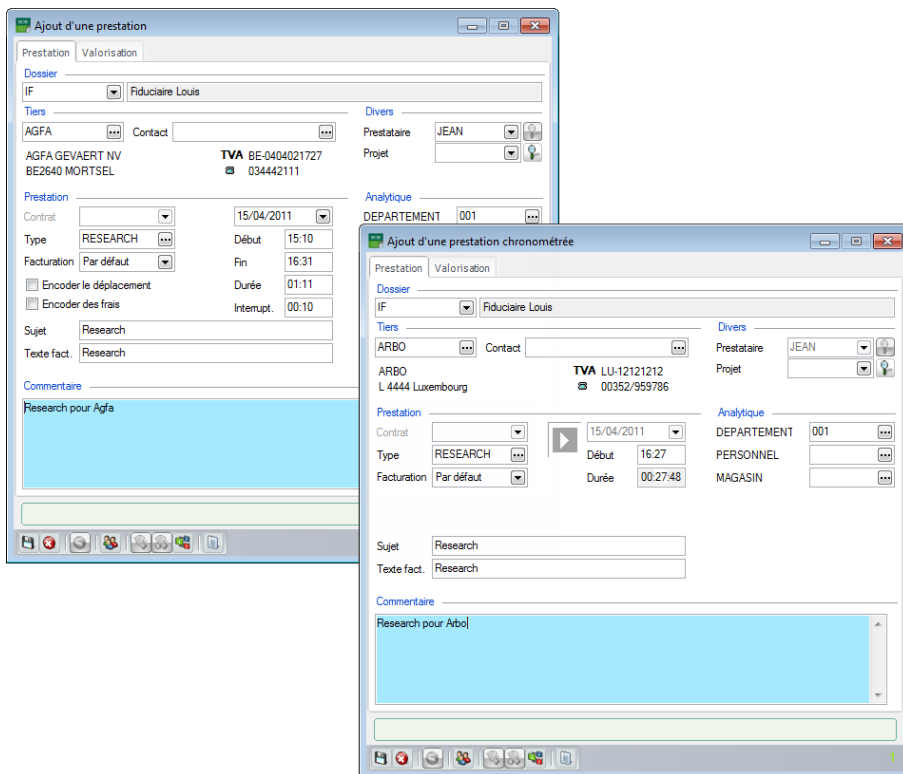 Ajout d'une prestation
Prestation Valorisation
Dossier
IF Fiduciaire Louis
Tiers Divers
AGFA Contact Prestataire JEAN
AGFA GEVAERT NV TVA BE-0404021727 Projet
BE2640 MORTSEL 034442111
Prestation Analytique
Contrat 15/04/2011 DEPARTEMENT 001
Type RESEARCH Début 15:10
Facturation Par défaut Fin 16:31
Encoder le déplacement Durée 01:11
Encoder des frais Interrupt. 00:10
Sujet Research
Texte fact. Research
Commentaire
Research pour Agfa
Ajout d'une prestation chronométrée
Prestation Valorisation
Dossier
IF Fiduciaire Louis
Tiers Divers
ARBO Contact Prestataire JEAN
ARBO TVA LU-12121212 Projet
L 4444 Luxembourg 00352/959786
Prestation Analytique
Contrat 15/04/2011 DEPARTEMENT 001
Type RESEARCH Début 16:27 PERSONNEL
Facturation Par défaut Durée 00:27:48 MAGASIN
Sujet Research
Texte fact. Research
Commentaire
Research pour Arbo